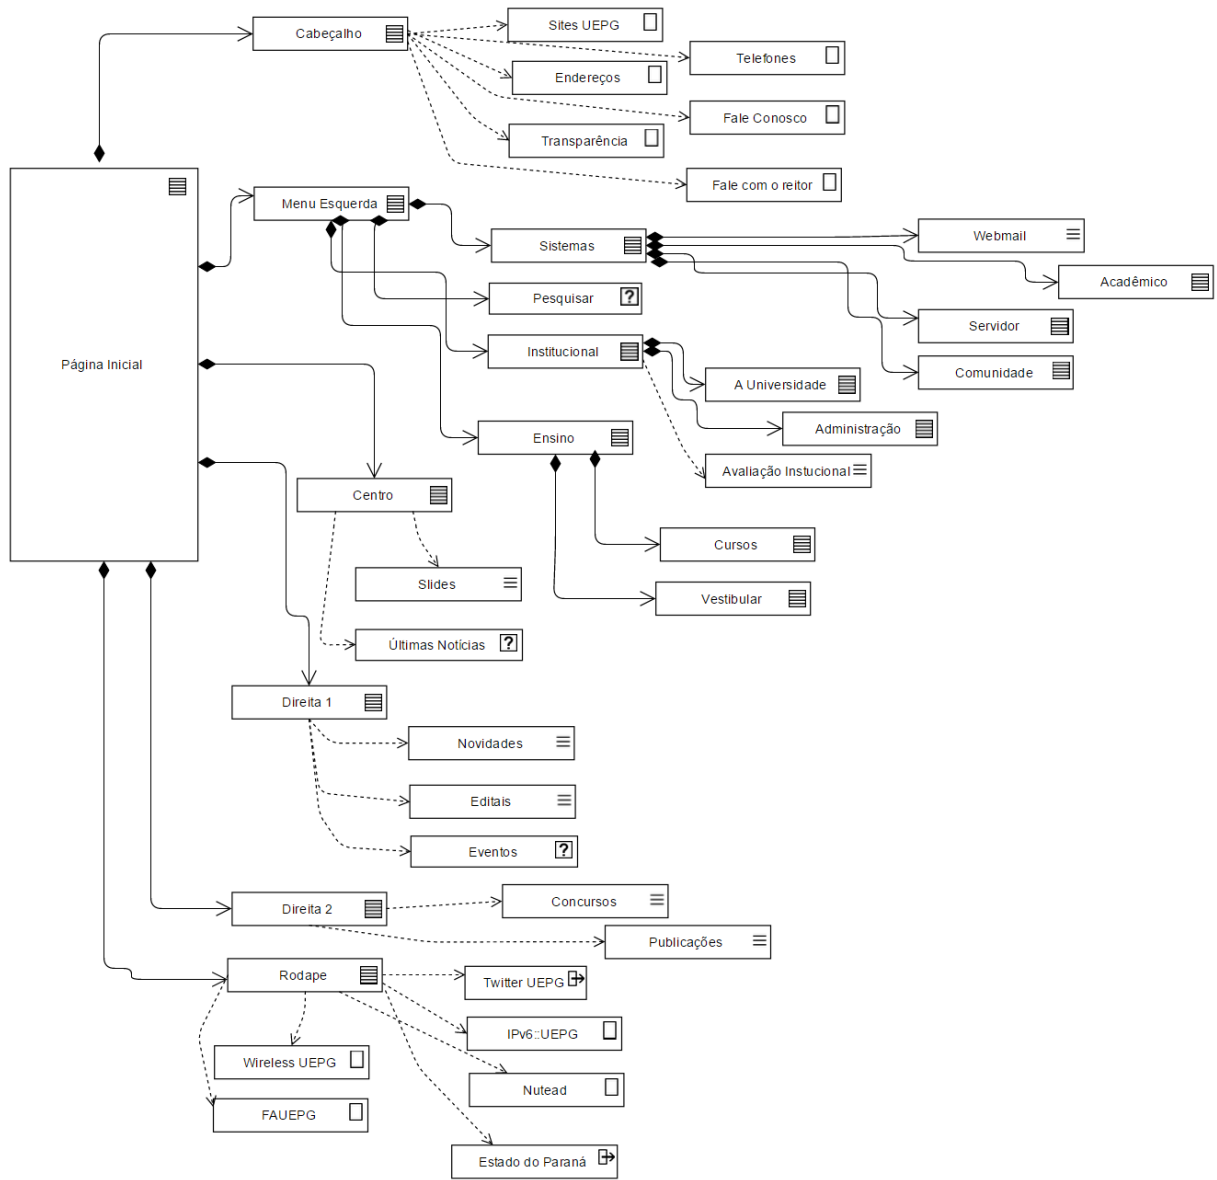 Cabeçalho
Sites UEPG
Telefones
Endereços
Fale Conosco
Transparência
Fale com o reitor
Menu Esquerda
Sistemas
Webmail
Acadêmico
Pesquisar
?
Servidor
Institucional
Comunidade
Página Inicial
A Universidade
Administração
Ensino
Avaliação Instucional
Centro
Cursos
Slides
Vestibular
Últimas Notícias
?
Direita 1
Novidades
Editais
Eventos
?
Direita 2
Concursos
Publicações
Rodape
Twitter UEPG
IPv6::UEPG
Wireless UEPG
Nutead
FAUEPG
Estado do Paraná